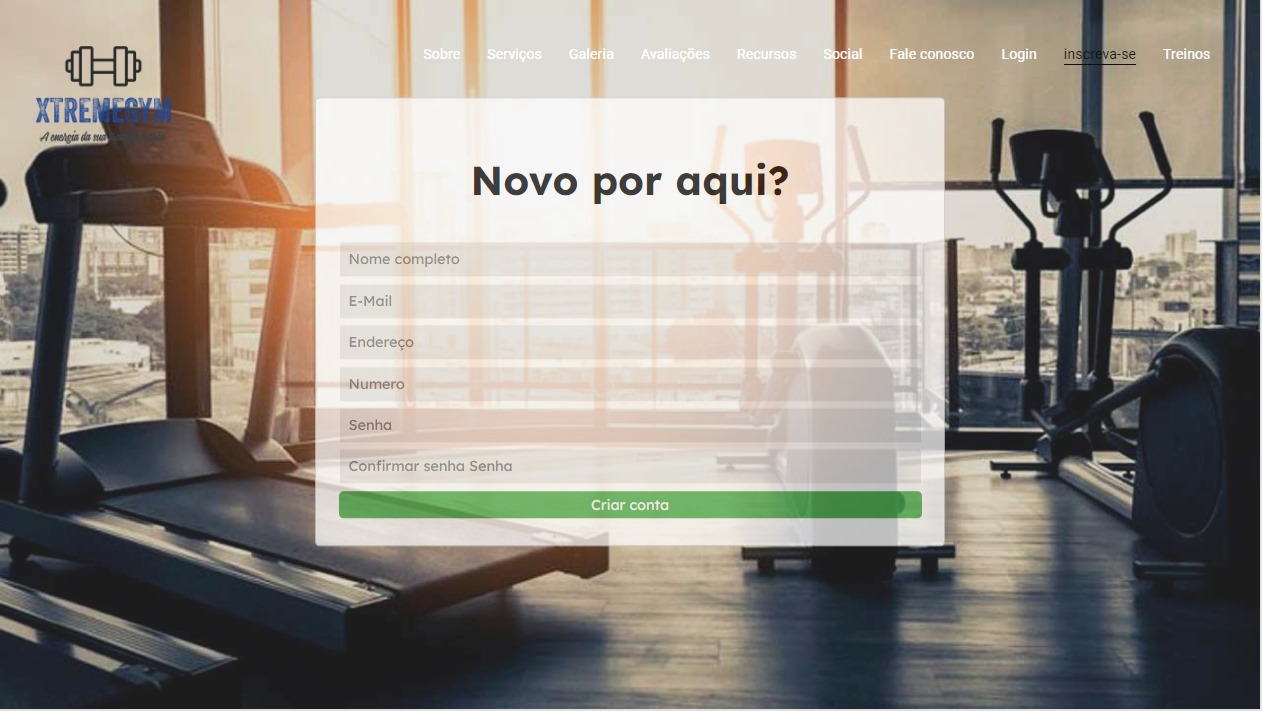 Sobre Serviços Galeria Avaliações Recursos Social Fale conosco Login inscreva-se Treinos
XTREMEGYM
A energia da sua
Novo por aqui?
Nome completo
E-Mail
Endereço
Numero
Senha
Confirmar senha Senha
Criar conta